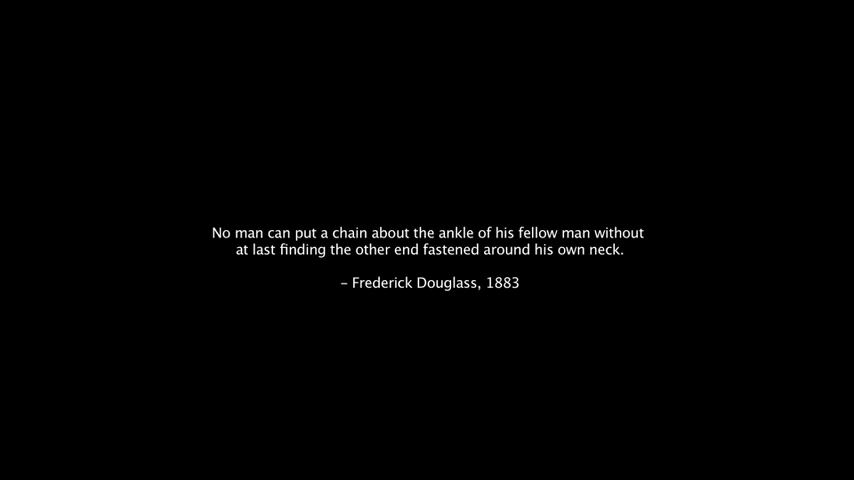 No man can put a chain about the ankle of his fellow man without
at last finding the other end fastened around his own neck.
– Frederick Douglass, 1883